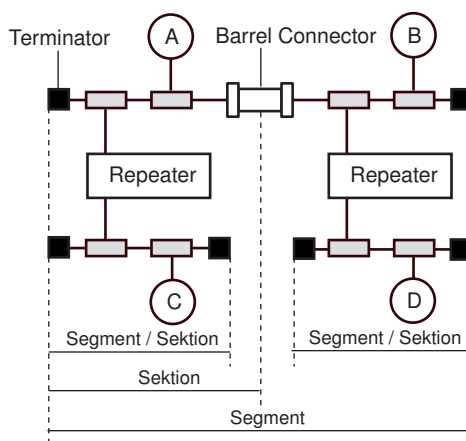 Terminator
A
Barrel Connector
B
Repeater
Repeater
C
D
Segment / Sektion
Segment / Sektion
Sektion
Segment